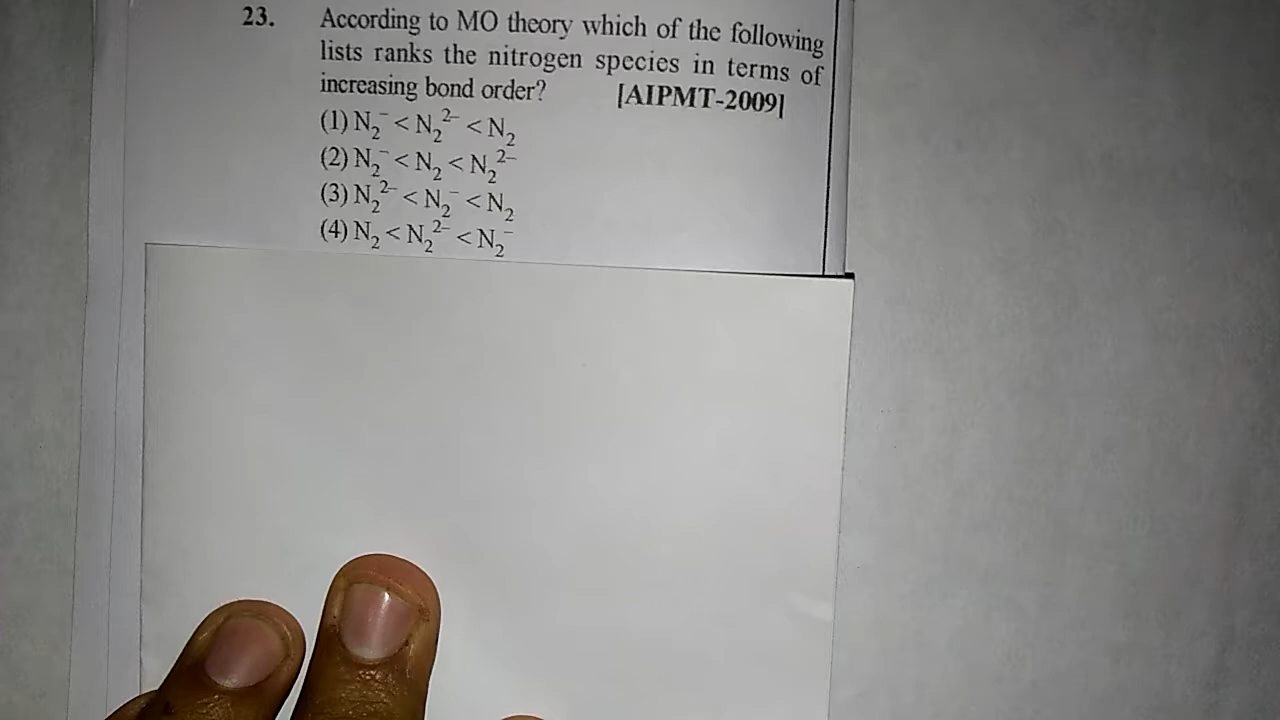 23. According to MO theory which of the following
lists ranks the nitrogen species in terms of
increasing bond order? [AIPMT-2009]
(1) N₂⁻ < N₂²⁻ < N₂
(2) N₂⁻ < N₂ < N₂²⁻
(3) N₂²⁻ < N₂⁻ < N₂
(4) N₂ < N₂²⁻ < N₂⁻